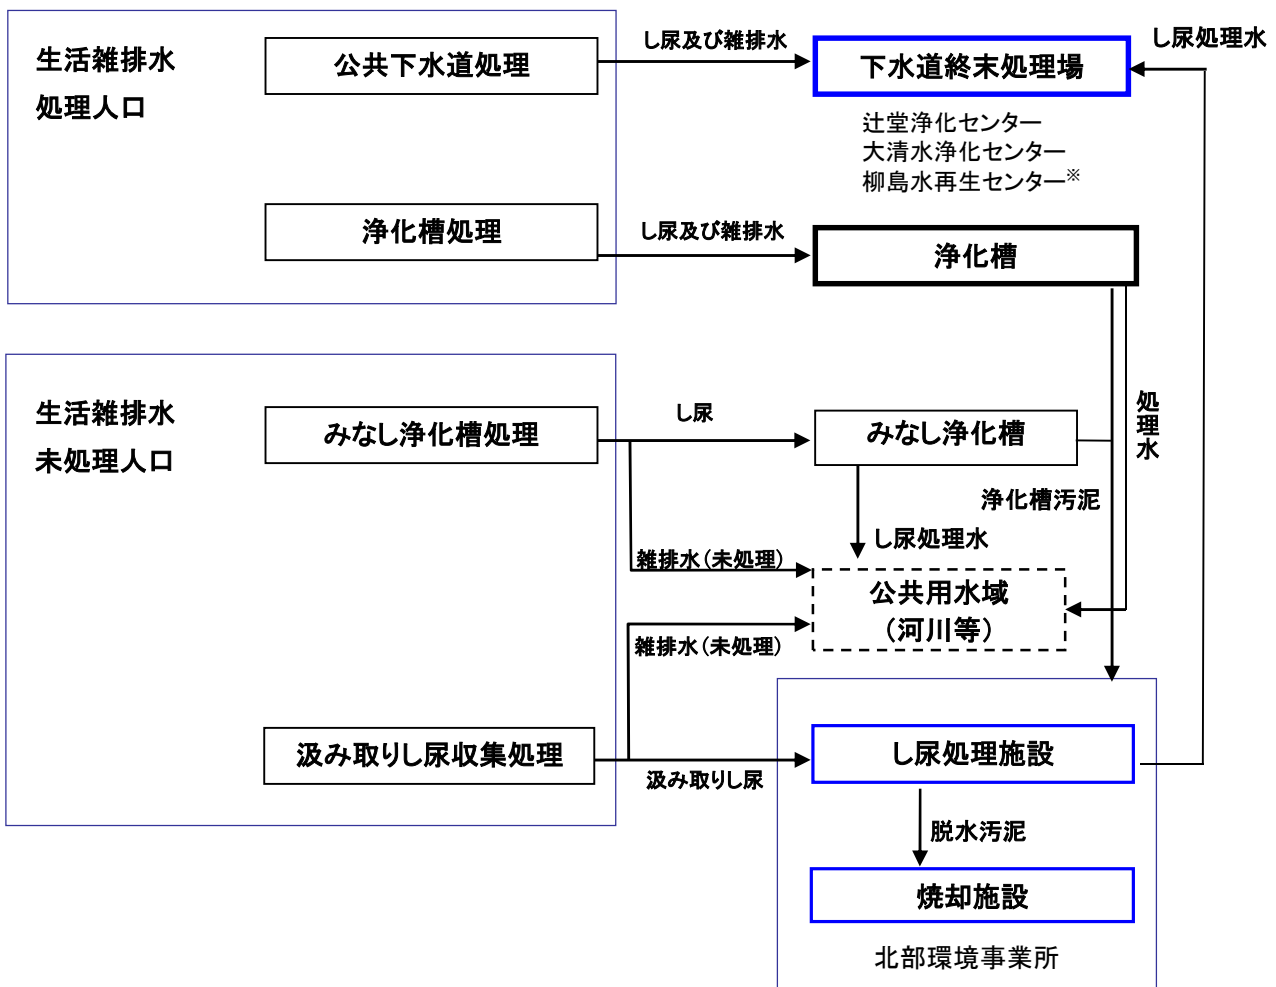 生活雑排水
処理人口
公共下水道処理
し尿及び雑排水
下水道終末処理場
し尿処理水
辻堂浄化センター
大清水浄化センター
柳島水再生センター※
浄化槽処理
し尿及び雑排水
浄化槽
生活雑排水
未処理人口
みなし浄化槽処理
し尿
みなし浄化槽
処理水
浄化槽汚泥
し尿処理水
雑排水（未処理）
公共用水域
（河川等）
雑排水（未処理）
汲み取りし尿収集処理
汲み取りし尿
し尿処理施設
脱水汚泥
焼却施設
北部環境事業所